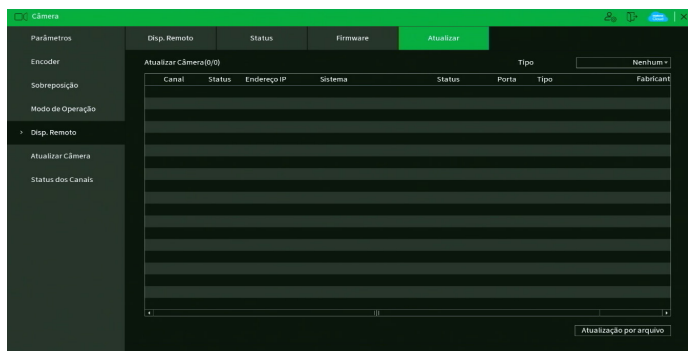 Câmera
Parâmetros
Disp. Remoto Status Firmware Atualizar
Encoder
Atualizar Câmera(0/0) Tipo Nenhum
Canal Status Endereço IP Sistema Status Porta Tipo Fabricant
Sobreposição
Modo de Operação
> Disp. Remoto
Atualizar Câmera
Status dos Canais
Atualização por arquivo